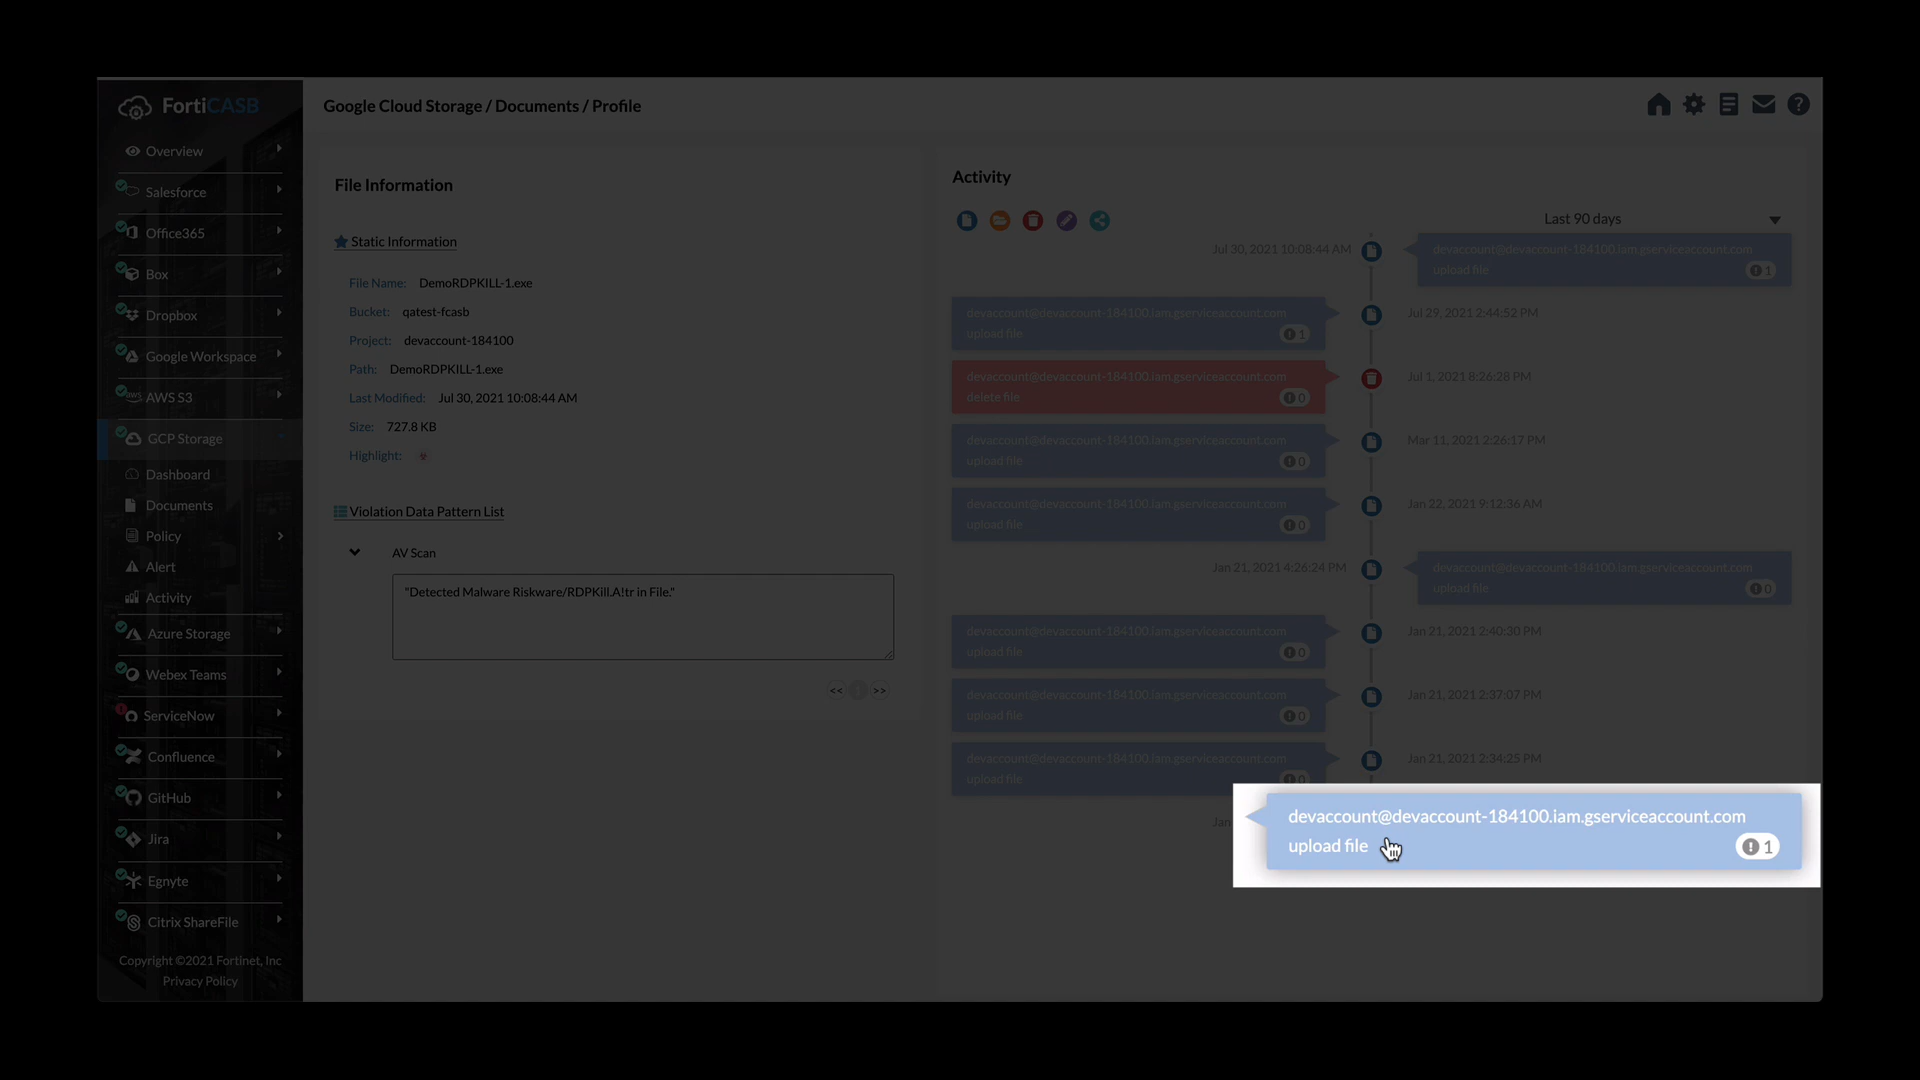 FortiCASB
Overview
Salesforce
Office365
Box
Dropbox
Google Workspace
AWS S3
GCP Storage
Dashboard
Documents
Policy
Alert
Activity
Azure Storage
Webex Teams
ServiceNow
Confluence
GitHub
Jira
Egnyte
Citrix ShareFile
Copyright ©2021 Fortinet, Inc
Privacy Policy
Google Cloud Storage / Documents / Profile
File Information
Static Information
File Name: DemoRDPKILL-1.exe
Bucket: qatest-fcasb
Project: devaccount-184100
Path: DemoRDPKILL-1.exe
Last Modified: Jul 30, 2021 10:08:44 AM
Size: 727.8 KB
Highlight:
Violation Data Pattern List
AV Scan
"Detected Malware Riskware/RDPKill.A!tr in File."
<< >>
Activity
Last 90 days
Jul 30, 2021 10:08:44 AM
devaccount@devaccount-184100.iam.gserviceaccount.com
upload file 1
devaccount@devaccount-184100.iam.gserviceaccount.com
upload file 1
Jul 29, 2021 2:44:52 PM
devaccount@devaccount-184100.iam.gserviceaccount.com
delete file 0
Jul 1, 2021 8:26:28 PM
devaccount@devaccount-184100.iam.gserviceaccount.com
upload file 0
Mar 11, 2021 2:26:17 PM
devaccount@devaccount-184100.iam.gserviceaccount.com
upload file 0
Jan 22, 2021 9:12:36 AM
Jan 21, 2021 4:26:24 PM
devaccount@devaccount-184100.iam.gserviceaccount.com
upload file 0
devaccount@devaccount-184100.iam.gserviceaccount.com
upload file 0
Jan 21, 2021 2:40:30 PM
devaccount@devaccount-184100.iam.gserviceaccount.com
upload file 0
Jan 21, 2021 2:37:07 PM
devaccount@devaccount-184100.iam.gserviceaccount.com
upload file 0
Jan 21, 2021 2:34:25 PM
Jan
devaccount@devaccount-184100.iam.gserviceaccount.com
upload file 1